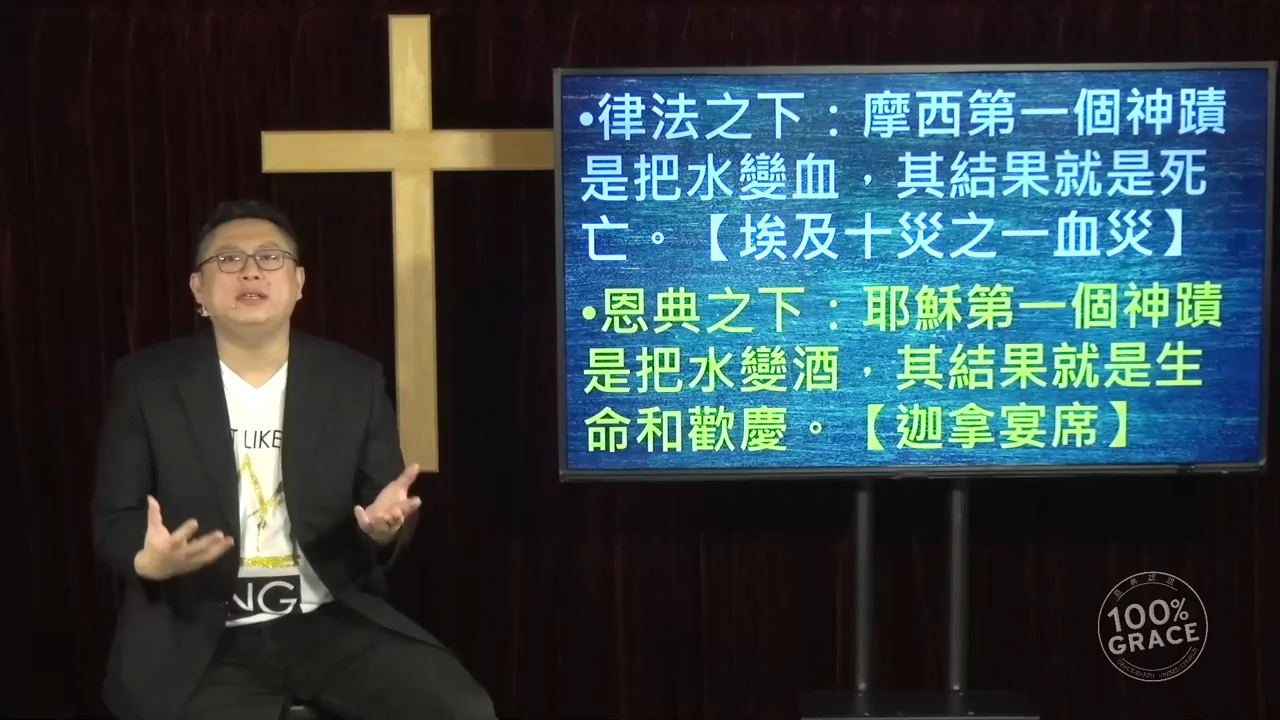 •律法之下：摩西第一個神蹟
是把水變血，其結果就是死
亡。【埃及十災之一血災】
•恩典之下：耶穌第一個神蹟
是把水變酒，其結果就是生
命和歡慶。【迦拿宴席】
T LIKE
NG
100%
GRACE